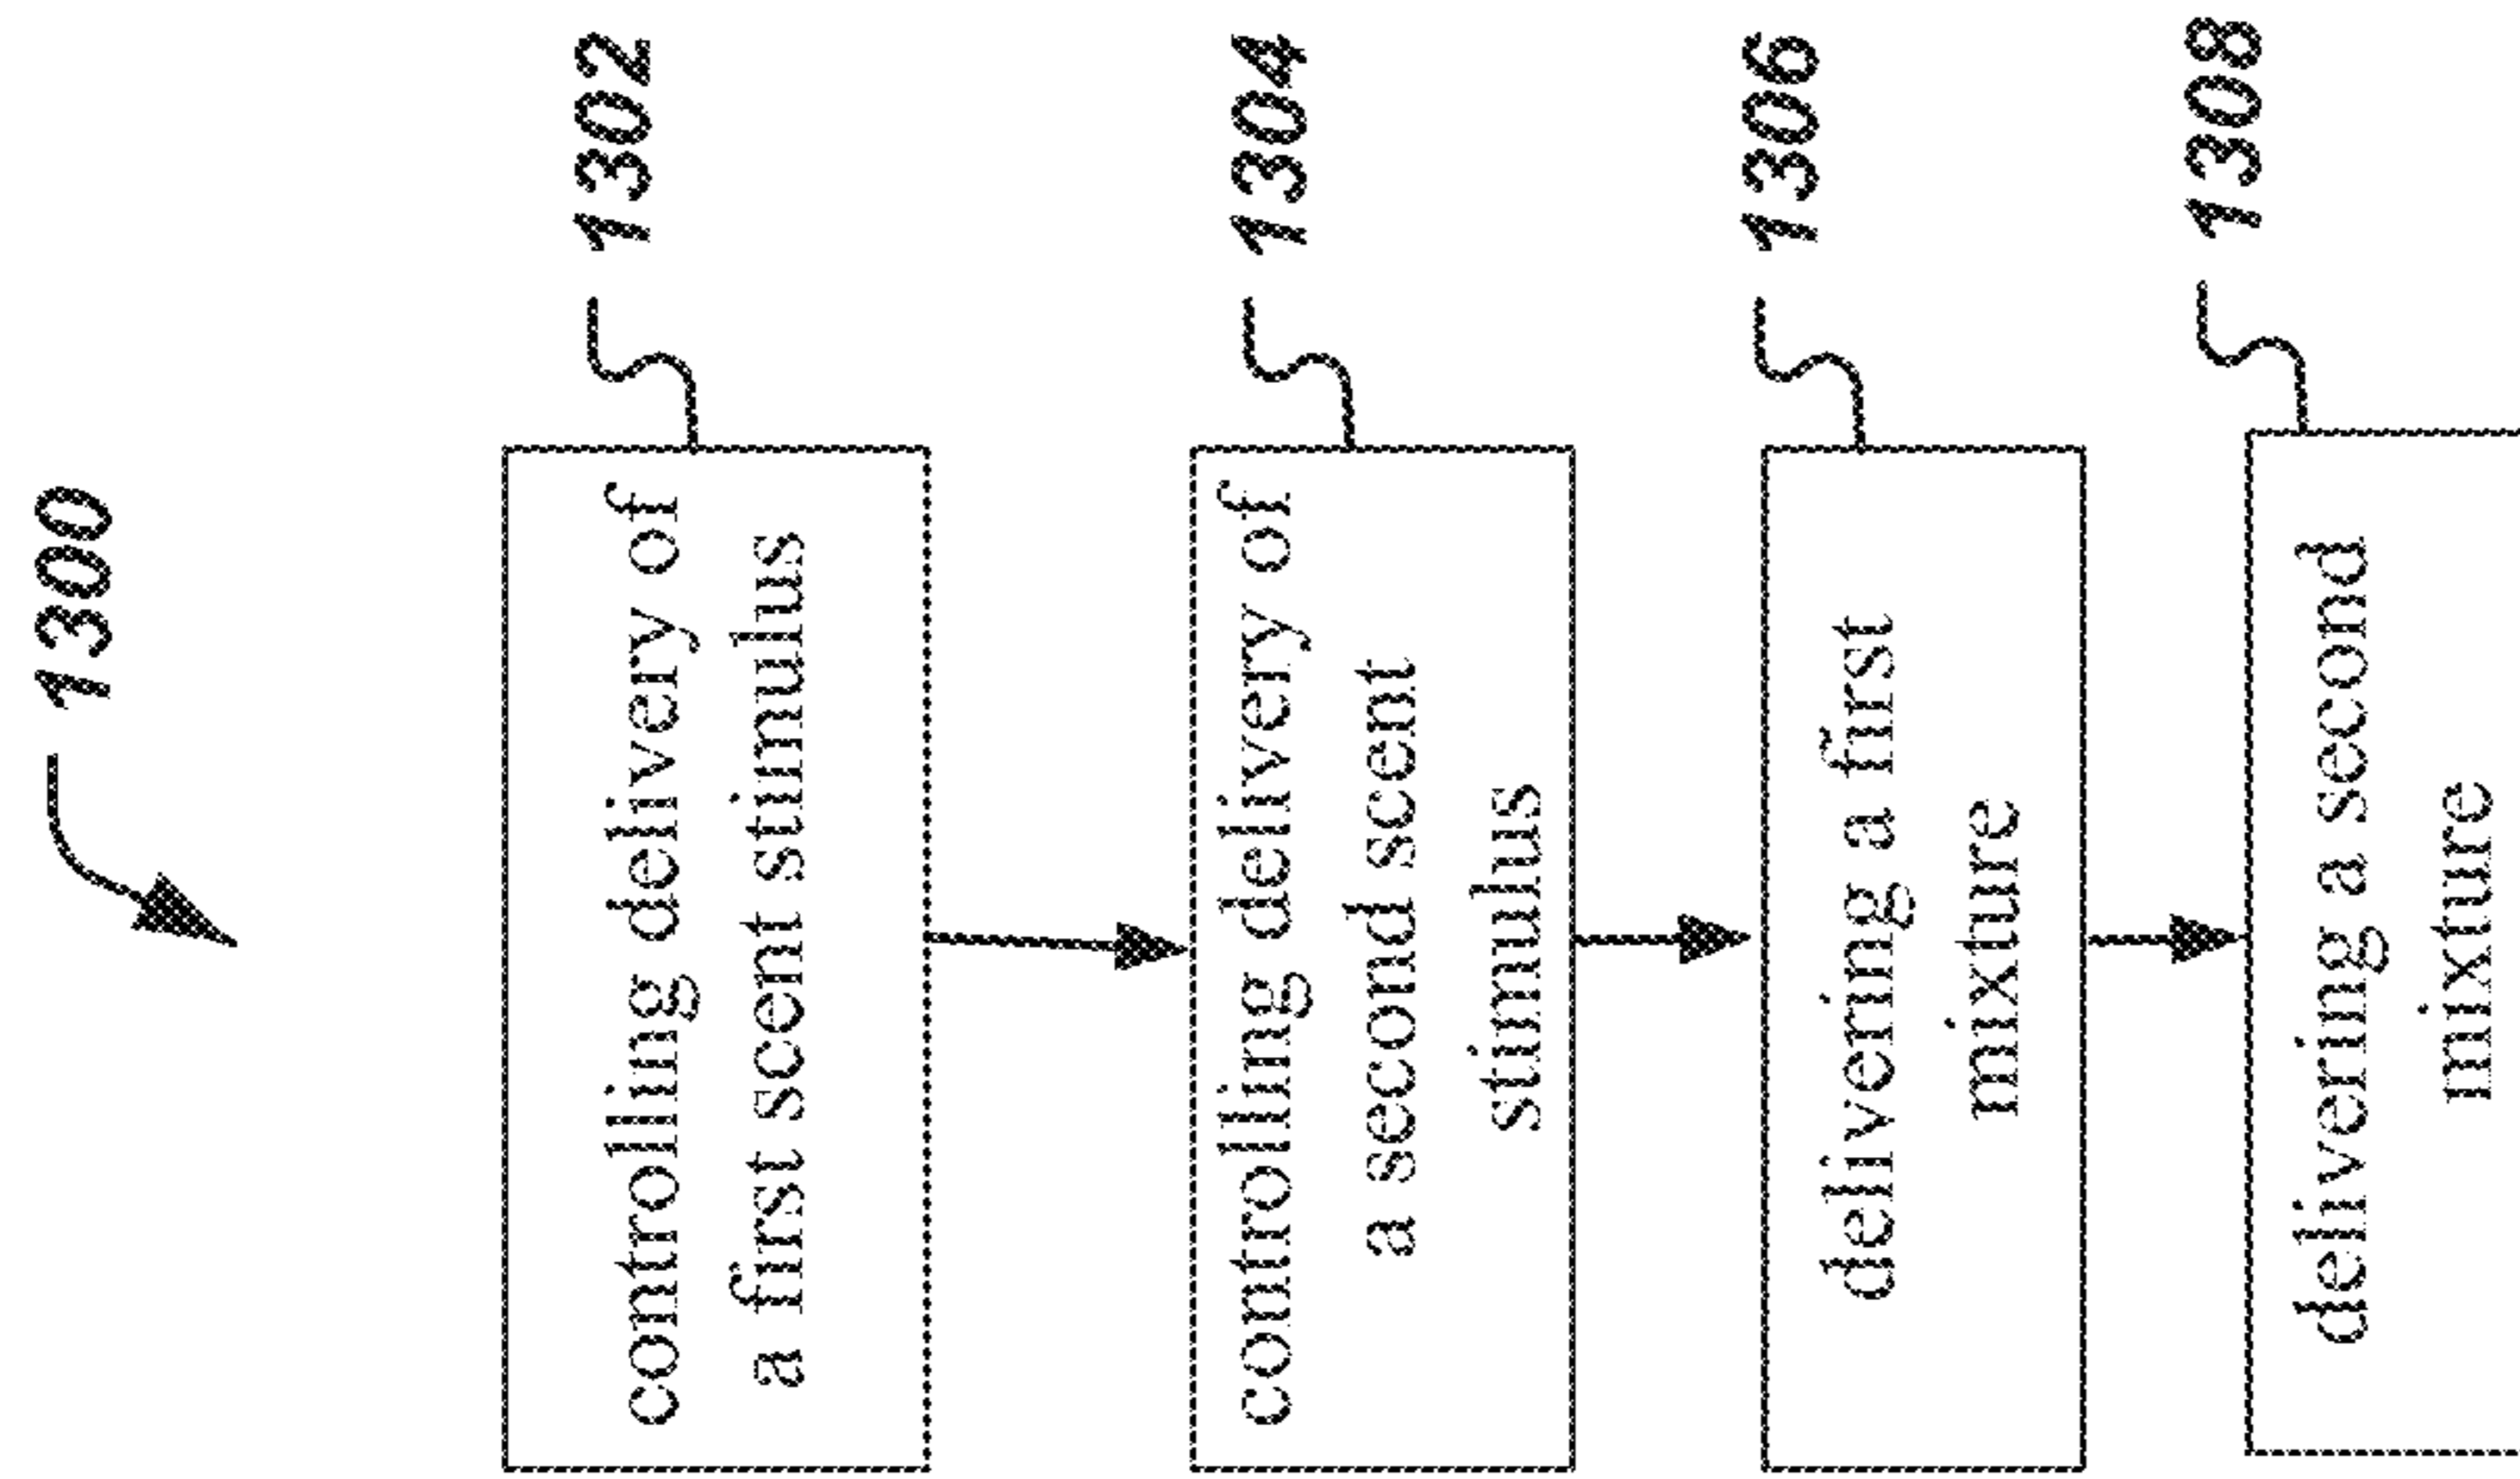 1300
controlling delivery of
a first scent stimulus
1302
controlling delivery of
a second scent
stimulus
1304
delivering a first
mixture
1306
delivering a second
mixture
1308